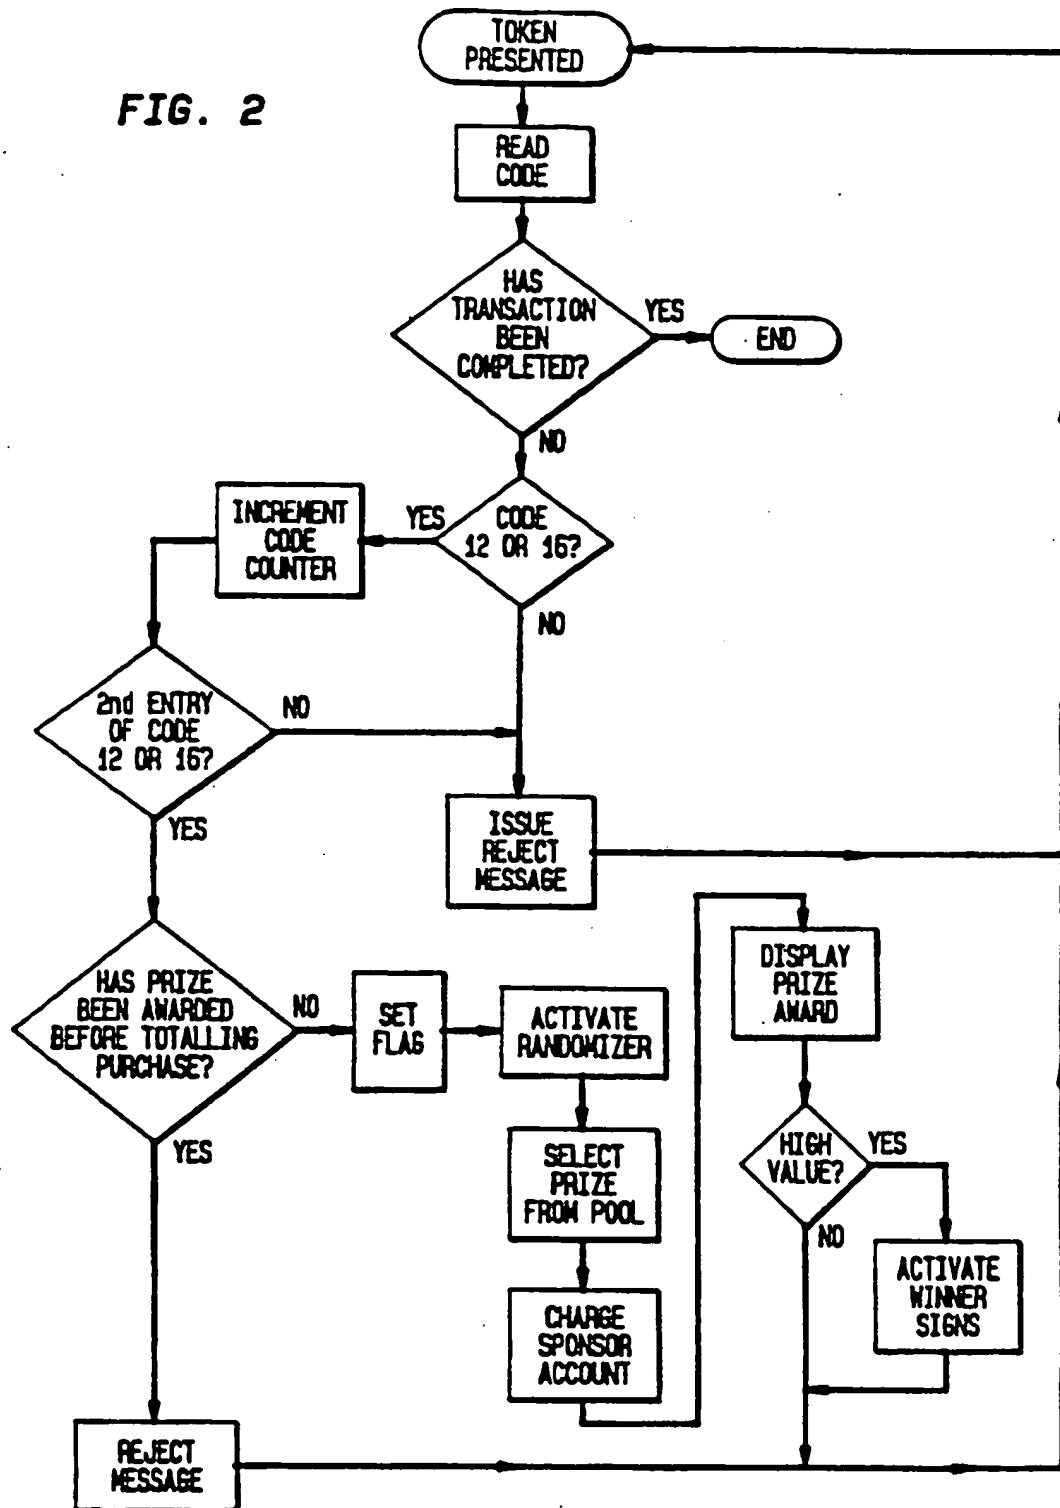 TOKEN
PRESENTED
FIG. 2
READ
CODE
HAS
TRANSACTION
BEEN
COMPLETED?
YES
END
NO
INCREMENT
CODE
COUNTER
YES
CODE
12 OR 16?
NO
2nd ENTRY
OF CODE
12 OR 16?
NO
YES
ISSUE
REJECT
MESSAGE
HAS PRIZE
BEEN AWARDED
BEFORE TOTALLING
PURCHASE?
NO
YES
SET
FLAG
ACTIVATE
RANDOMIZER
SELECT
PRIZE
FROM POOL
CHARGE
SPONSOR
ACCOUNT
DISPLAY
PRIZE
AWARD
HIGH
VALUE?
YES
NO
ACTIVATE
WINNER
SIGNS
REJECT
MESSAGE